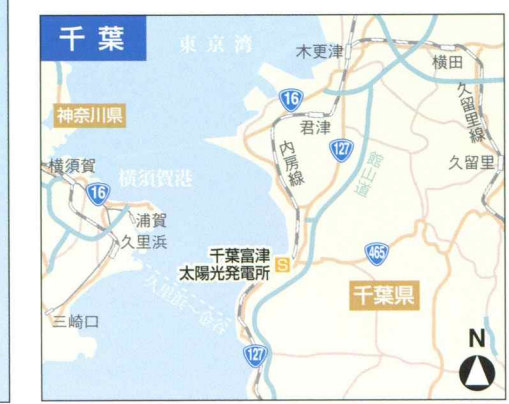 千葉
東京湾
木更津
横田
久留里線
16
君津
神奈川県
127
内房線
館山道
久留里
横須賀
横須賀港
16
浦賀
久里浜
千葉富津
太陽光発電所
S
465
久里浜～金谷
千葉県
三崎口
127
N